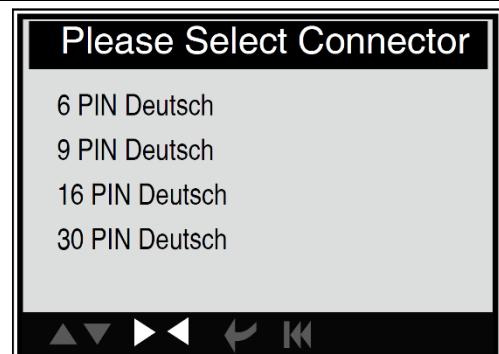 Please Select Connector
6 PIN Deutsch
9 PIN Deutsch
16 PIN Deutsch
30 PIN Deutsch